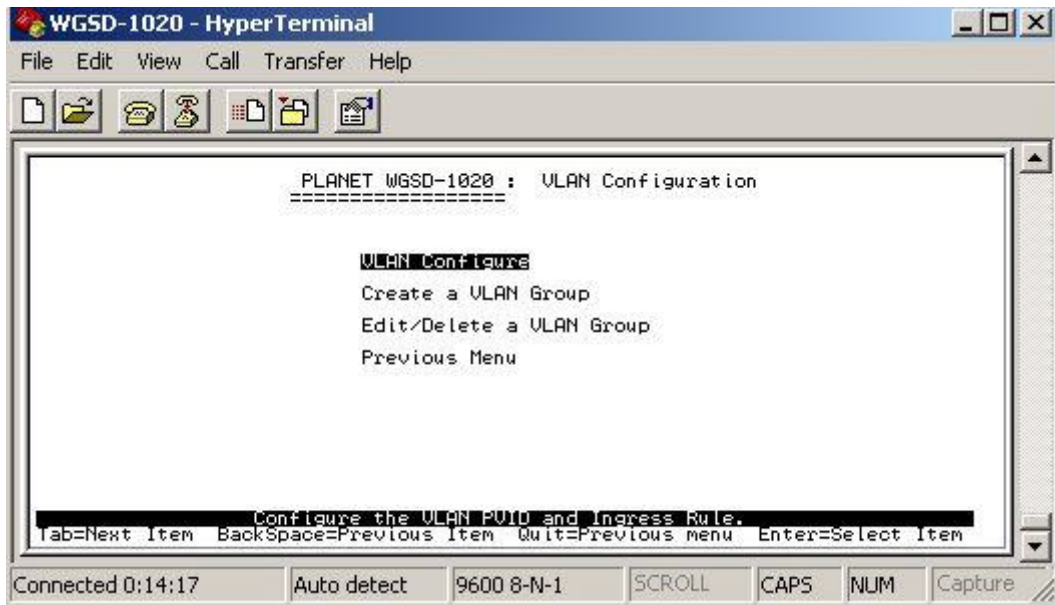 WGSD-1020 - HyperTerminal
File Edit View Call Transfer Help
PLANET WGSD-1020 : VLAN Configuration
==================
VLAN Configure
Create a VLAN Group
Edit/Delete a VLAN Group
Previous Menu
Configure the VLAN PVID and Ingress Rule.
Tab=Next Item BackSpace=Previous Item Quit=Previous menu Enter=Select Item
Connected 0:14:17 Auto detect 9600 8-N-1 SCROLL CAPS NUM Capture